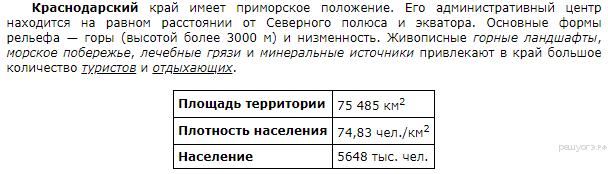 Краснодарский край имеет приморское положение. Его административный центр
находится на равном расстоянии от Северного полюса и экватора. Основные формы
рельефа — горы (высотой более 3000 м) и низменность. Живописные горные ландшафты,
морское побережье, лечебные грязи и минеральные источники привлекают в край большое
количество туристов и отдыхающих.
Площадь территории 75 485 км²
Плотность населения 74,83 чел./км²
Население 5648 тыс. чел.
решуогэ.рф